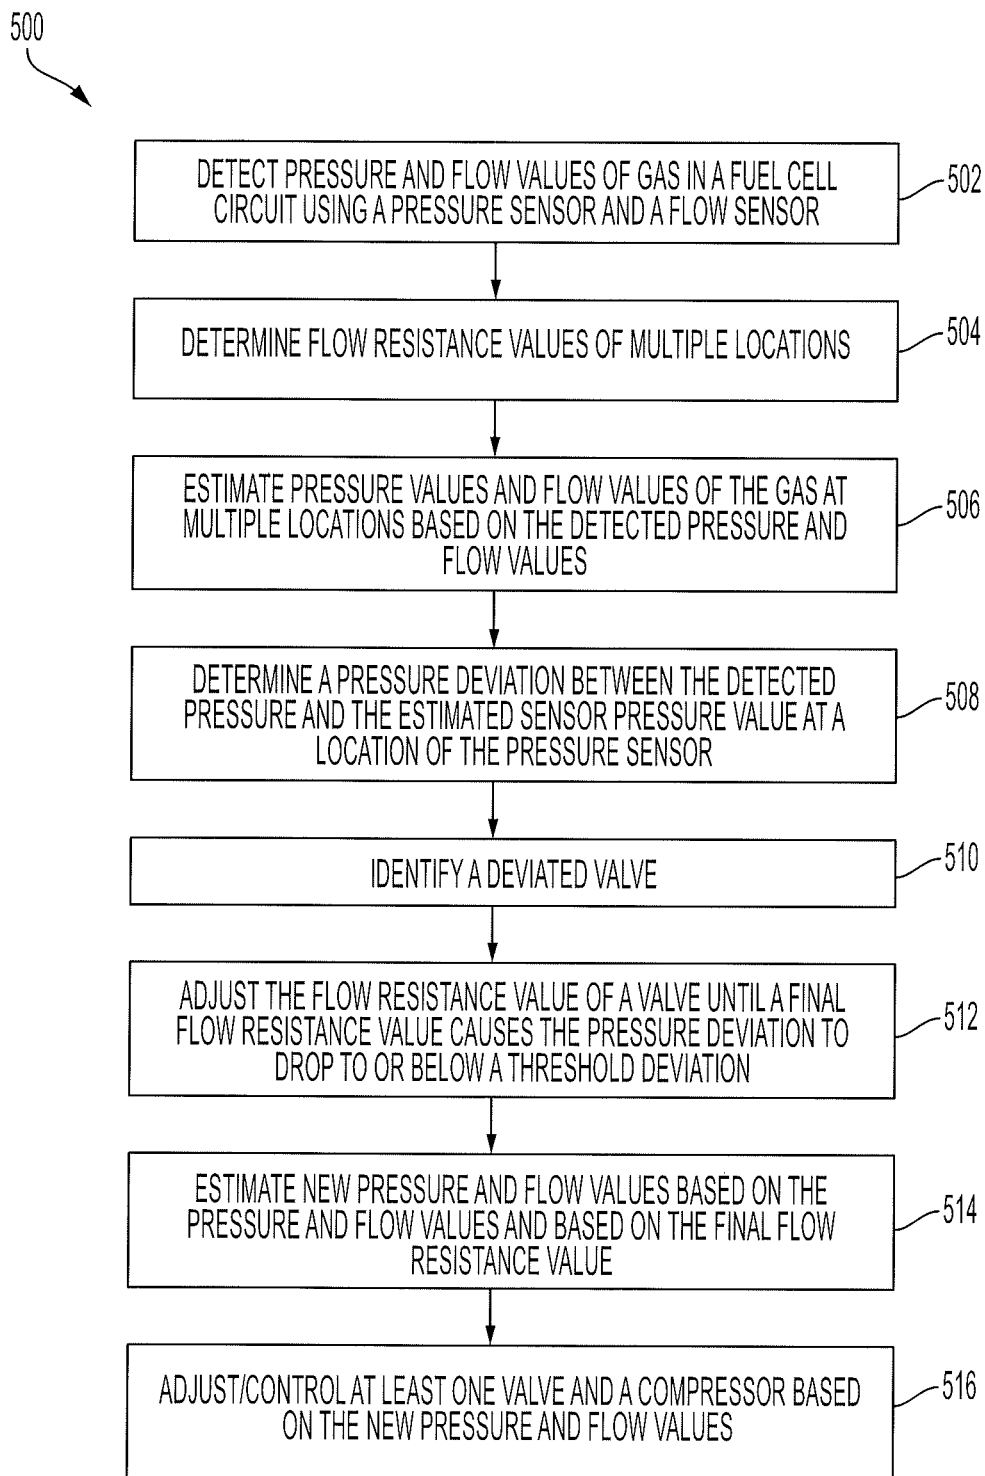 500
DETECT PRESSURE AND FLOW VALUES OF GAS IN A FUEL CELL
CIRCUIT USING A PRESSURE SENSOR AND A FLOW SENSOR
502
DETERMINE FLOW RESISTANCE VALUES OF MULTIPLE LOCATIONS
504
ESTIMATE PRESSURE VALUES AND FLOW VALUES OF THE GAS AT
MULTIPLE LOCATIONS BASED ON THE DETECTED PRESSURE AND
FLOW VALUES
506
DETERMINE A PRESSURE DEVIATION BETWEEN THE DETECTED
PRESSURE AND THE ESTIMATED SENSOR PRESSURE VALUE AT A
LOCATION OF THE PRESSURE SENSOR
508
IDENTIFY A DEVIATED VALVE
510
ADJUST THE FLOW RESISTANCE VALUE OF A VALVE UNTIL A FINAL
FLOW RESISTANCE VALUE CAUSES THE PRESSURE DEVIATION TO
DROP TO OR BELOW A THRESHOLD DEVIATION
512
ESTIMATE NEW PRESSURE AND FLOW VALUES BASED ON THE
PRESSURE AND FLOW VALUES AND BASED ON THE FINAL FLOW
RESISTANCE VALUE
514
ADJUST/CONTROL AT LEAST ONE VALVE AND A COMPRESSOR BASED
ON THE NEW PRESSURE AND FLOW VALUES
516